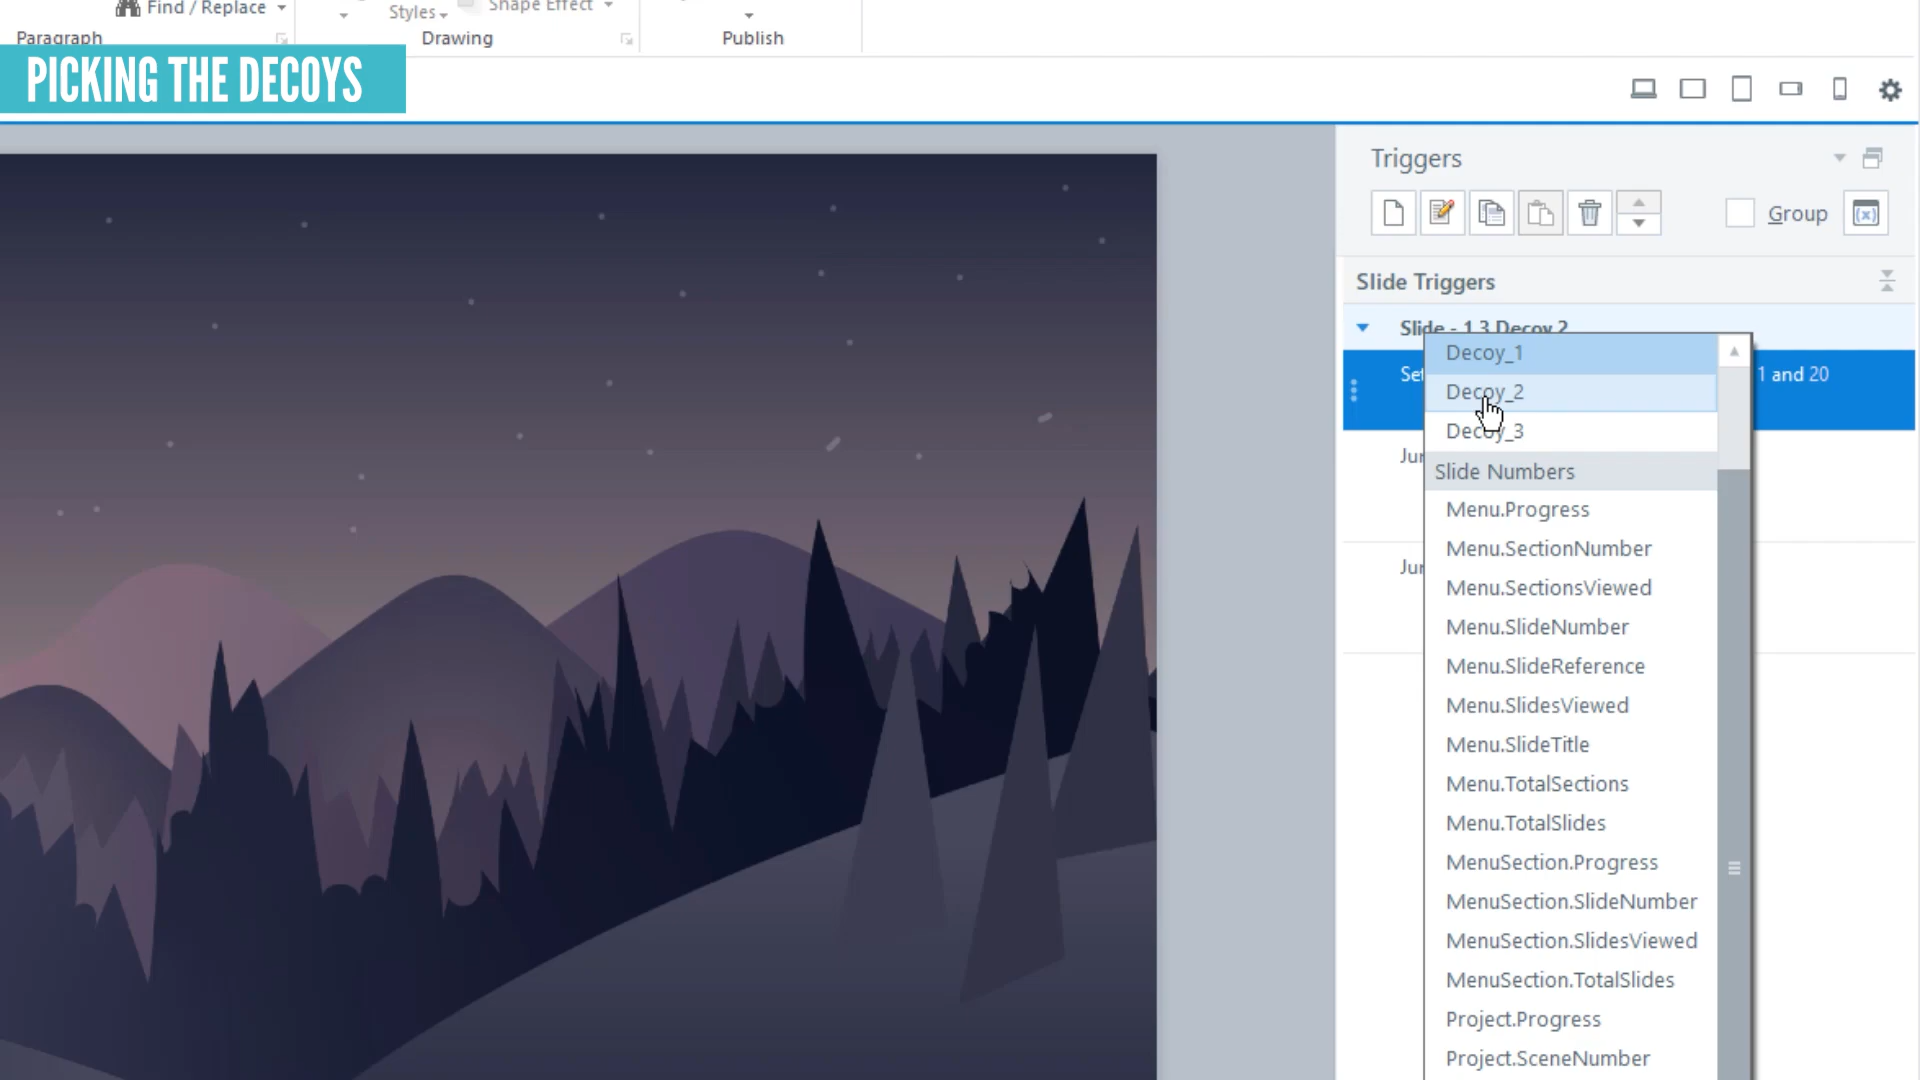 Find / Replace
Styles
Shape Effect
Paragraph
Drawing
Publish
PICKING THE DECOYS
Triggers
Group
(x)
Slide Triggers
Slide - 1.3 Decoy 2
Set
1 and 20
Decoy_1
Decoy_2
Decoy_3
Slide Numbers
Menu.Progress
Menu.SectionNumber
Menu.SectionsViewed
Menu.SlideNumber
Menu.SlideReference
Menu.SlidesViewed
Menu.SlideTitle
Menu.TotalSections
Menu.TotalSlides
MenuSection.Progress
MenuSection.SlideNumber
MenuSection.SlidesViewed
MenuSection.TotalSlides
Project.Progress
Project.SceneNumber